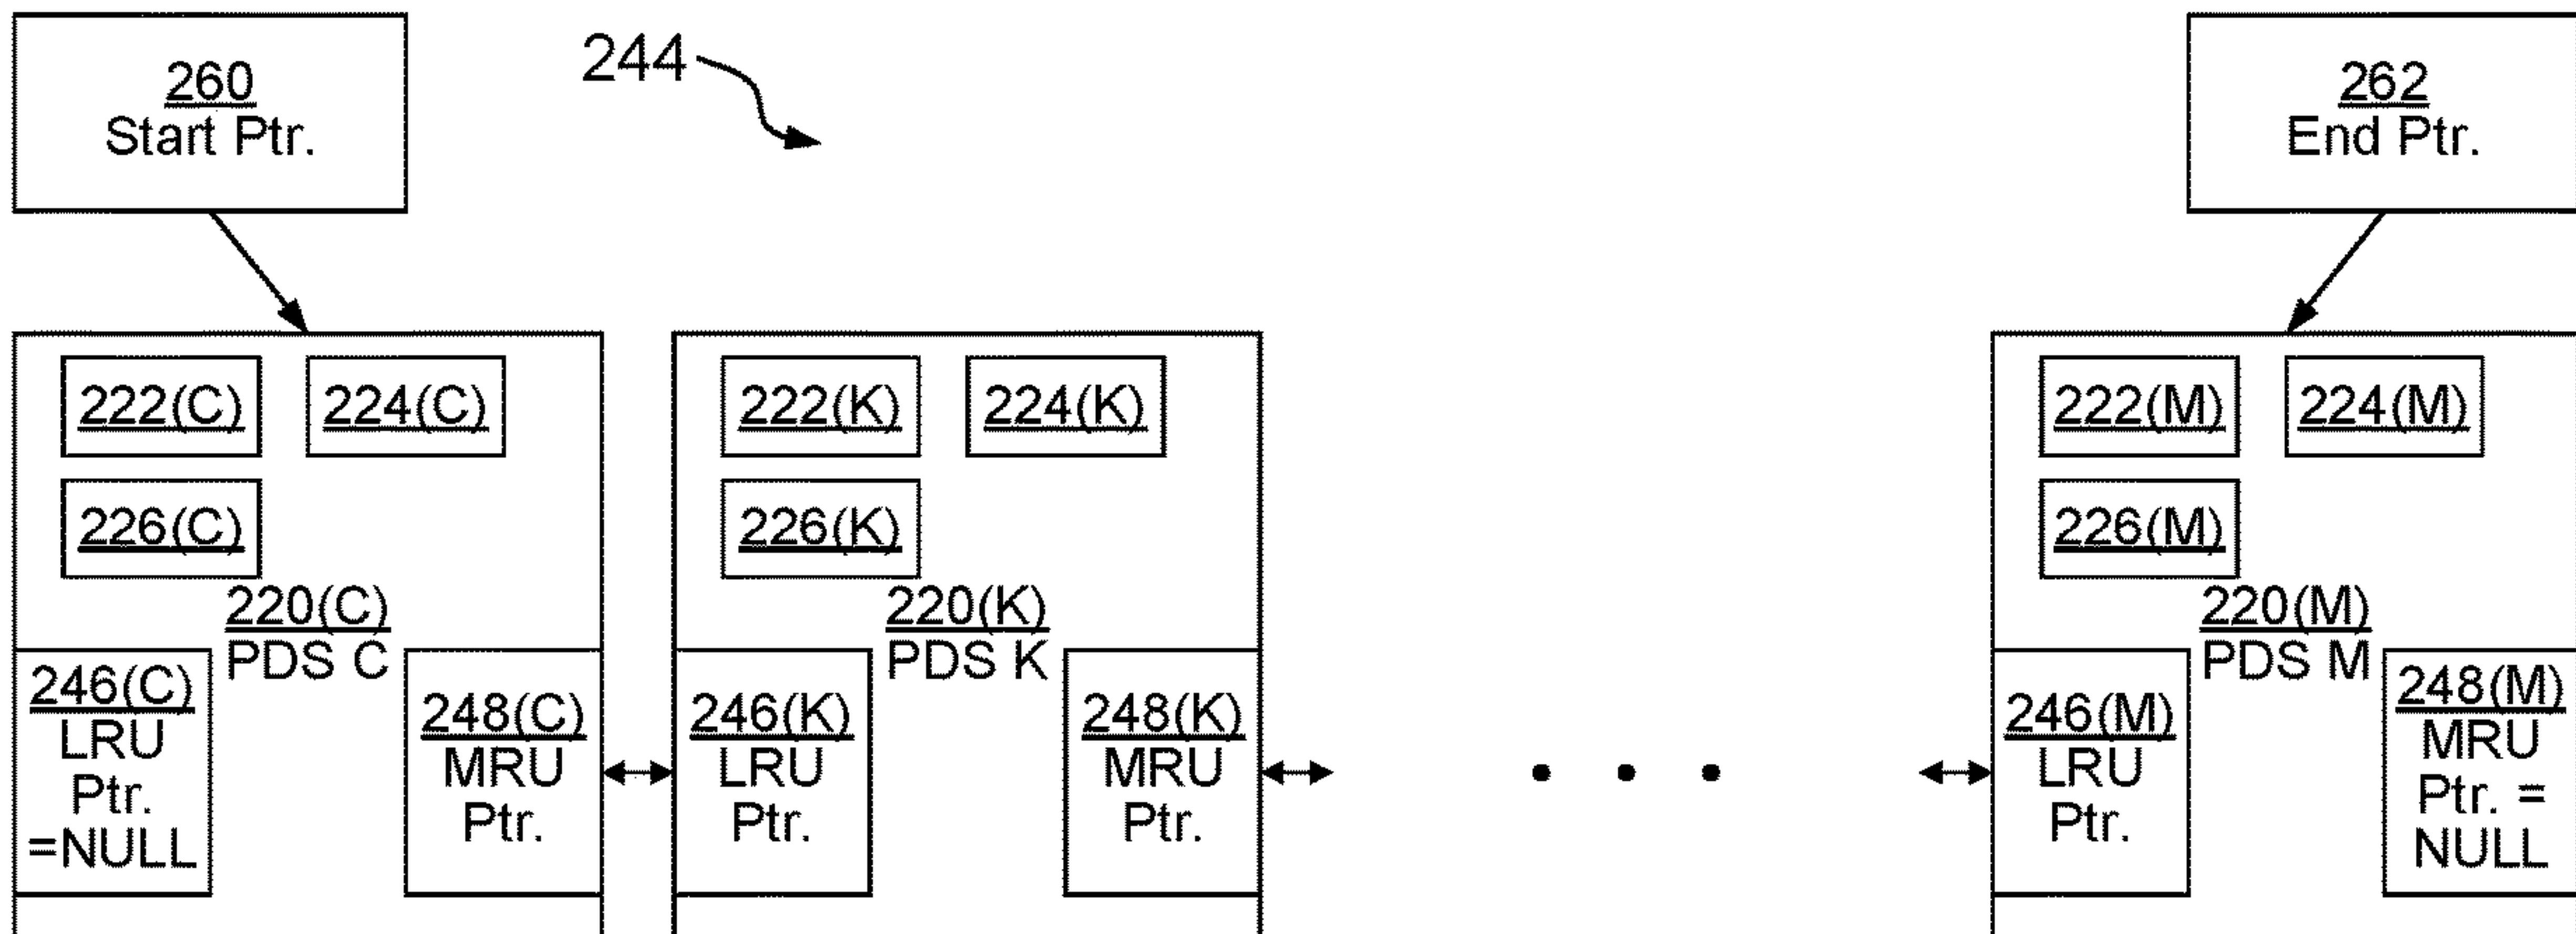 260
Start Ptr.
244
262
End Ptr.
222(C)
224(C)
226(C)
220(C)
PDS C
246(C)
LRU
Ptr.
=NULL
248(C)
MRU
Ptr.
222(K)
224(K)
226(K)
220(K)
PDS K
246(K)
LRU
Ptr.
248(K)
MRU
Ptr.
222(M)
224(M)
226(M)
220(M)
PDS M
246(M)
LRU
Ptr.
248(M)
MRU
Ptr. =
NULL